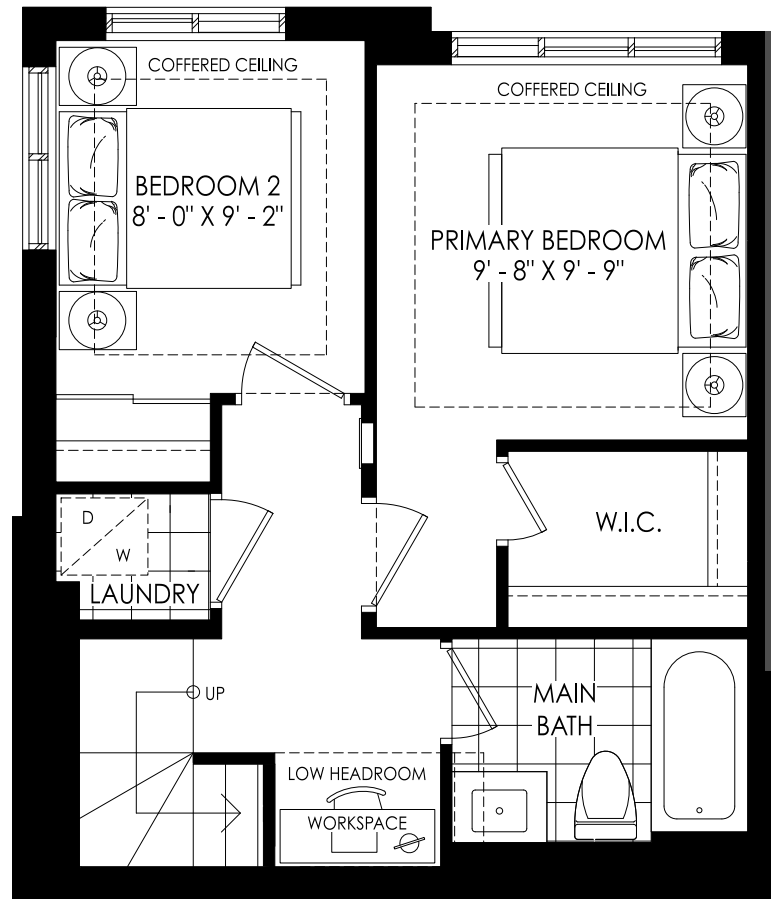 COFFERED CEILING
BEDROOM 2
8' - 0" X 9' - 2"
COFFERED CEILING
PRIMARY BEDROOM
9' - 8" X 9' - 9"
W.I.C.
D
W
LAUNDRY
UP
MAIN
BATH
LOW HEADROOM
WORKSPACE